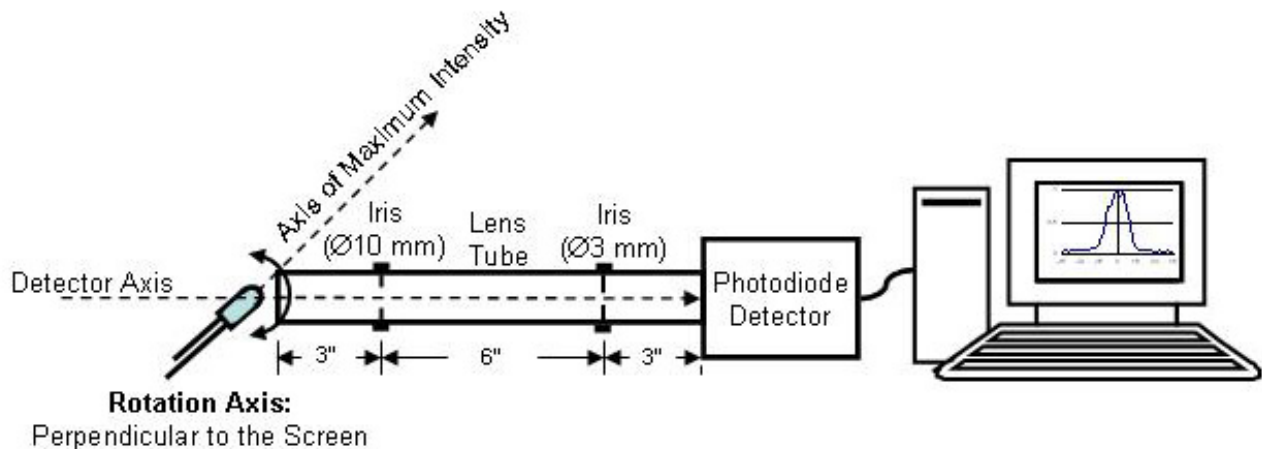 Axis of Maximum Intensity
Iris
(Ø10 mm)
Lens
Tube
Iris
(Ø3 mm)
Detector Axis
Photodiode
Detector
3"
6"
3"
Rotation Axis:
Perpendicular to the Screen